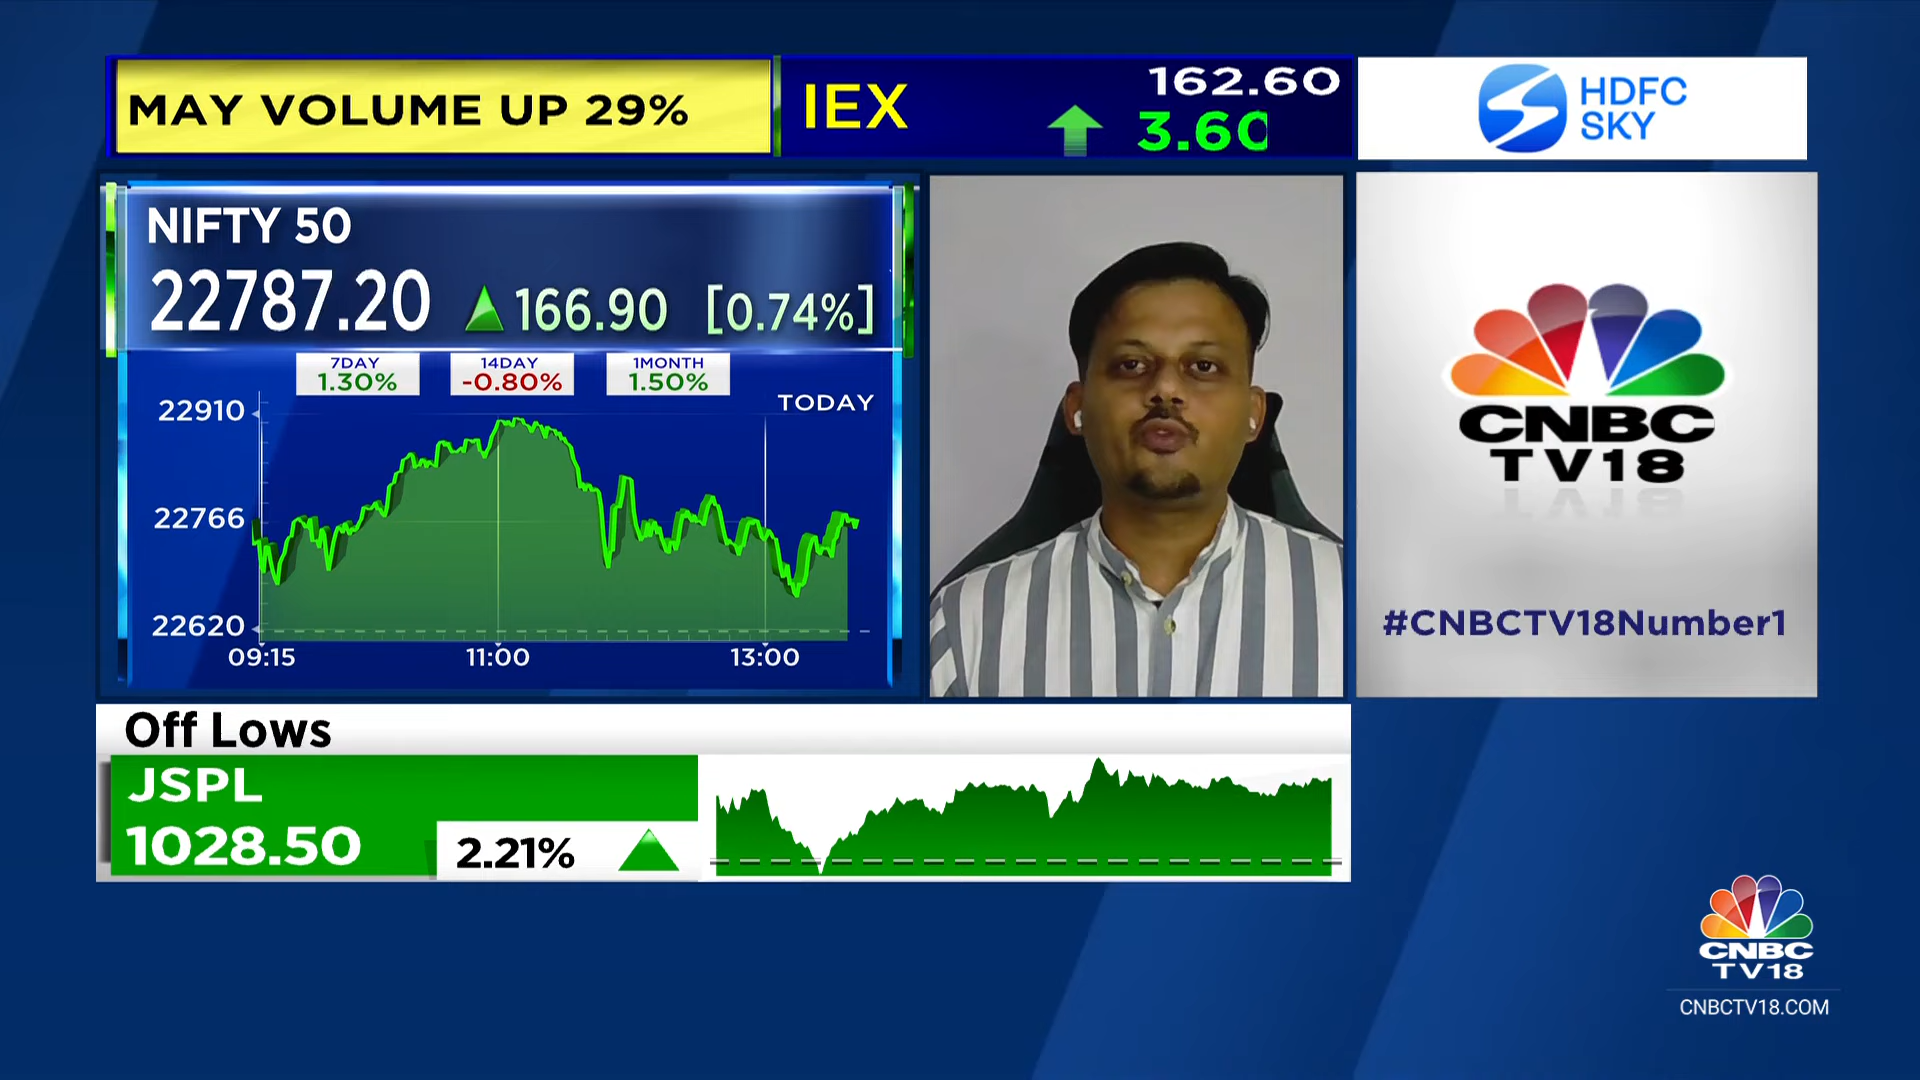 MAY VOLUME UP 29%
IEX
162.60
3.60
HDFC
SKY
NIFTY 50
22787.20 166.90 [0.74%]
7DAY
1.30%
14DAY
-0.80%
1MONTH
1.50%
TODAY
22910
22766
22620
09:15 11:00 13:00
CNBC
TV18
#CNBCTV18Number1
Off Lows
JSPL
1028.50
2.21%
CNBC
TV18
CNBCTV18.COM